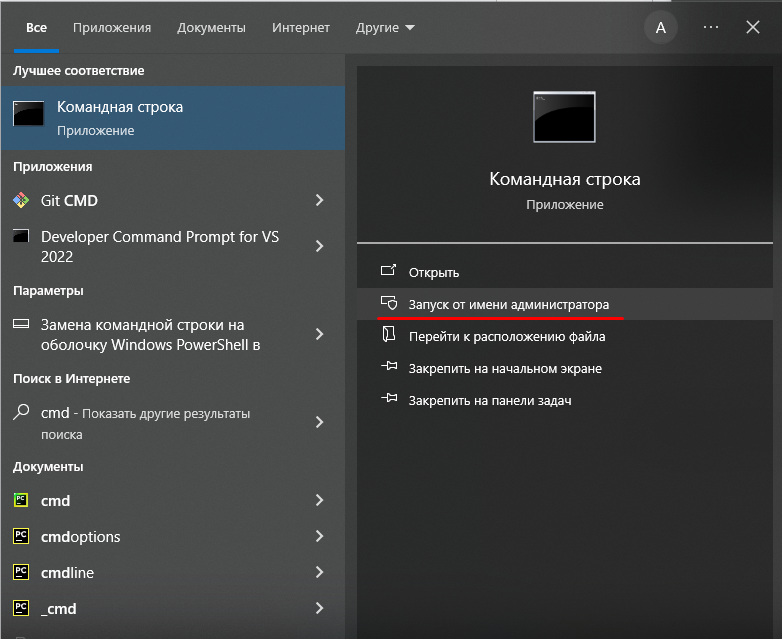 Все Приложения Документы Интернет Другие A
Лучшее соответствие
Командная строка
Приложение
Приложения
Git CMD
Developer Command Prompt for VS
2022
Параметры
Замена командной строки на
оболочку Windows PowerShell в
Поиск в Интернете
cmd - Показать другие результаты
поиска
Документы
cmd
cmdoptions
cmdline
_cmd
Командная строка
Приложение
Открыть
Запуск от имени администратора
Перейти к расположению файла
Закрепить на начальном экране
Закрепить на панели задач